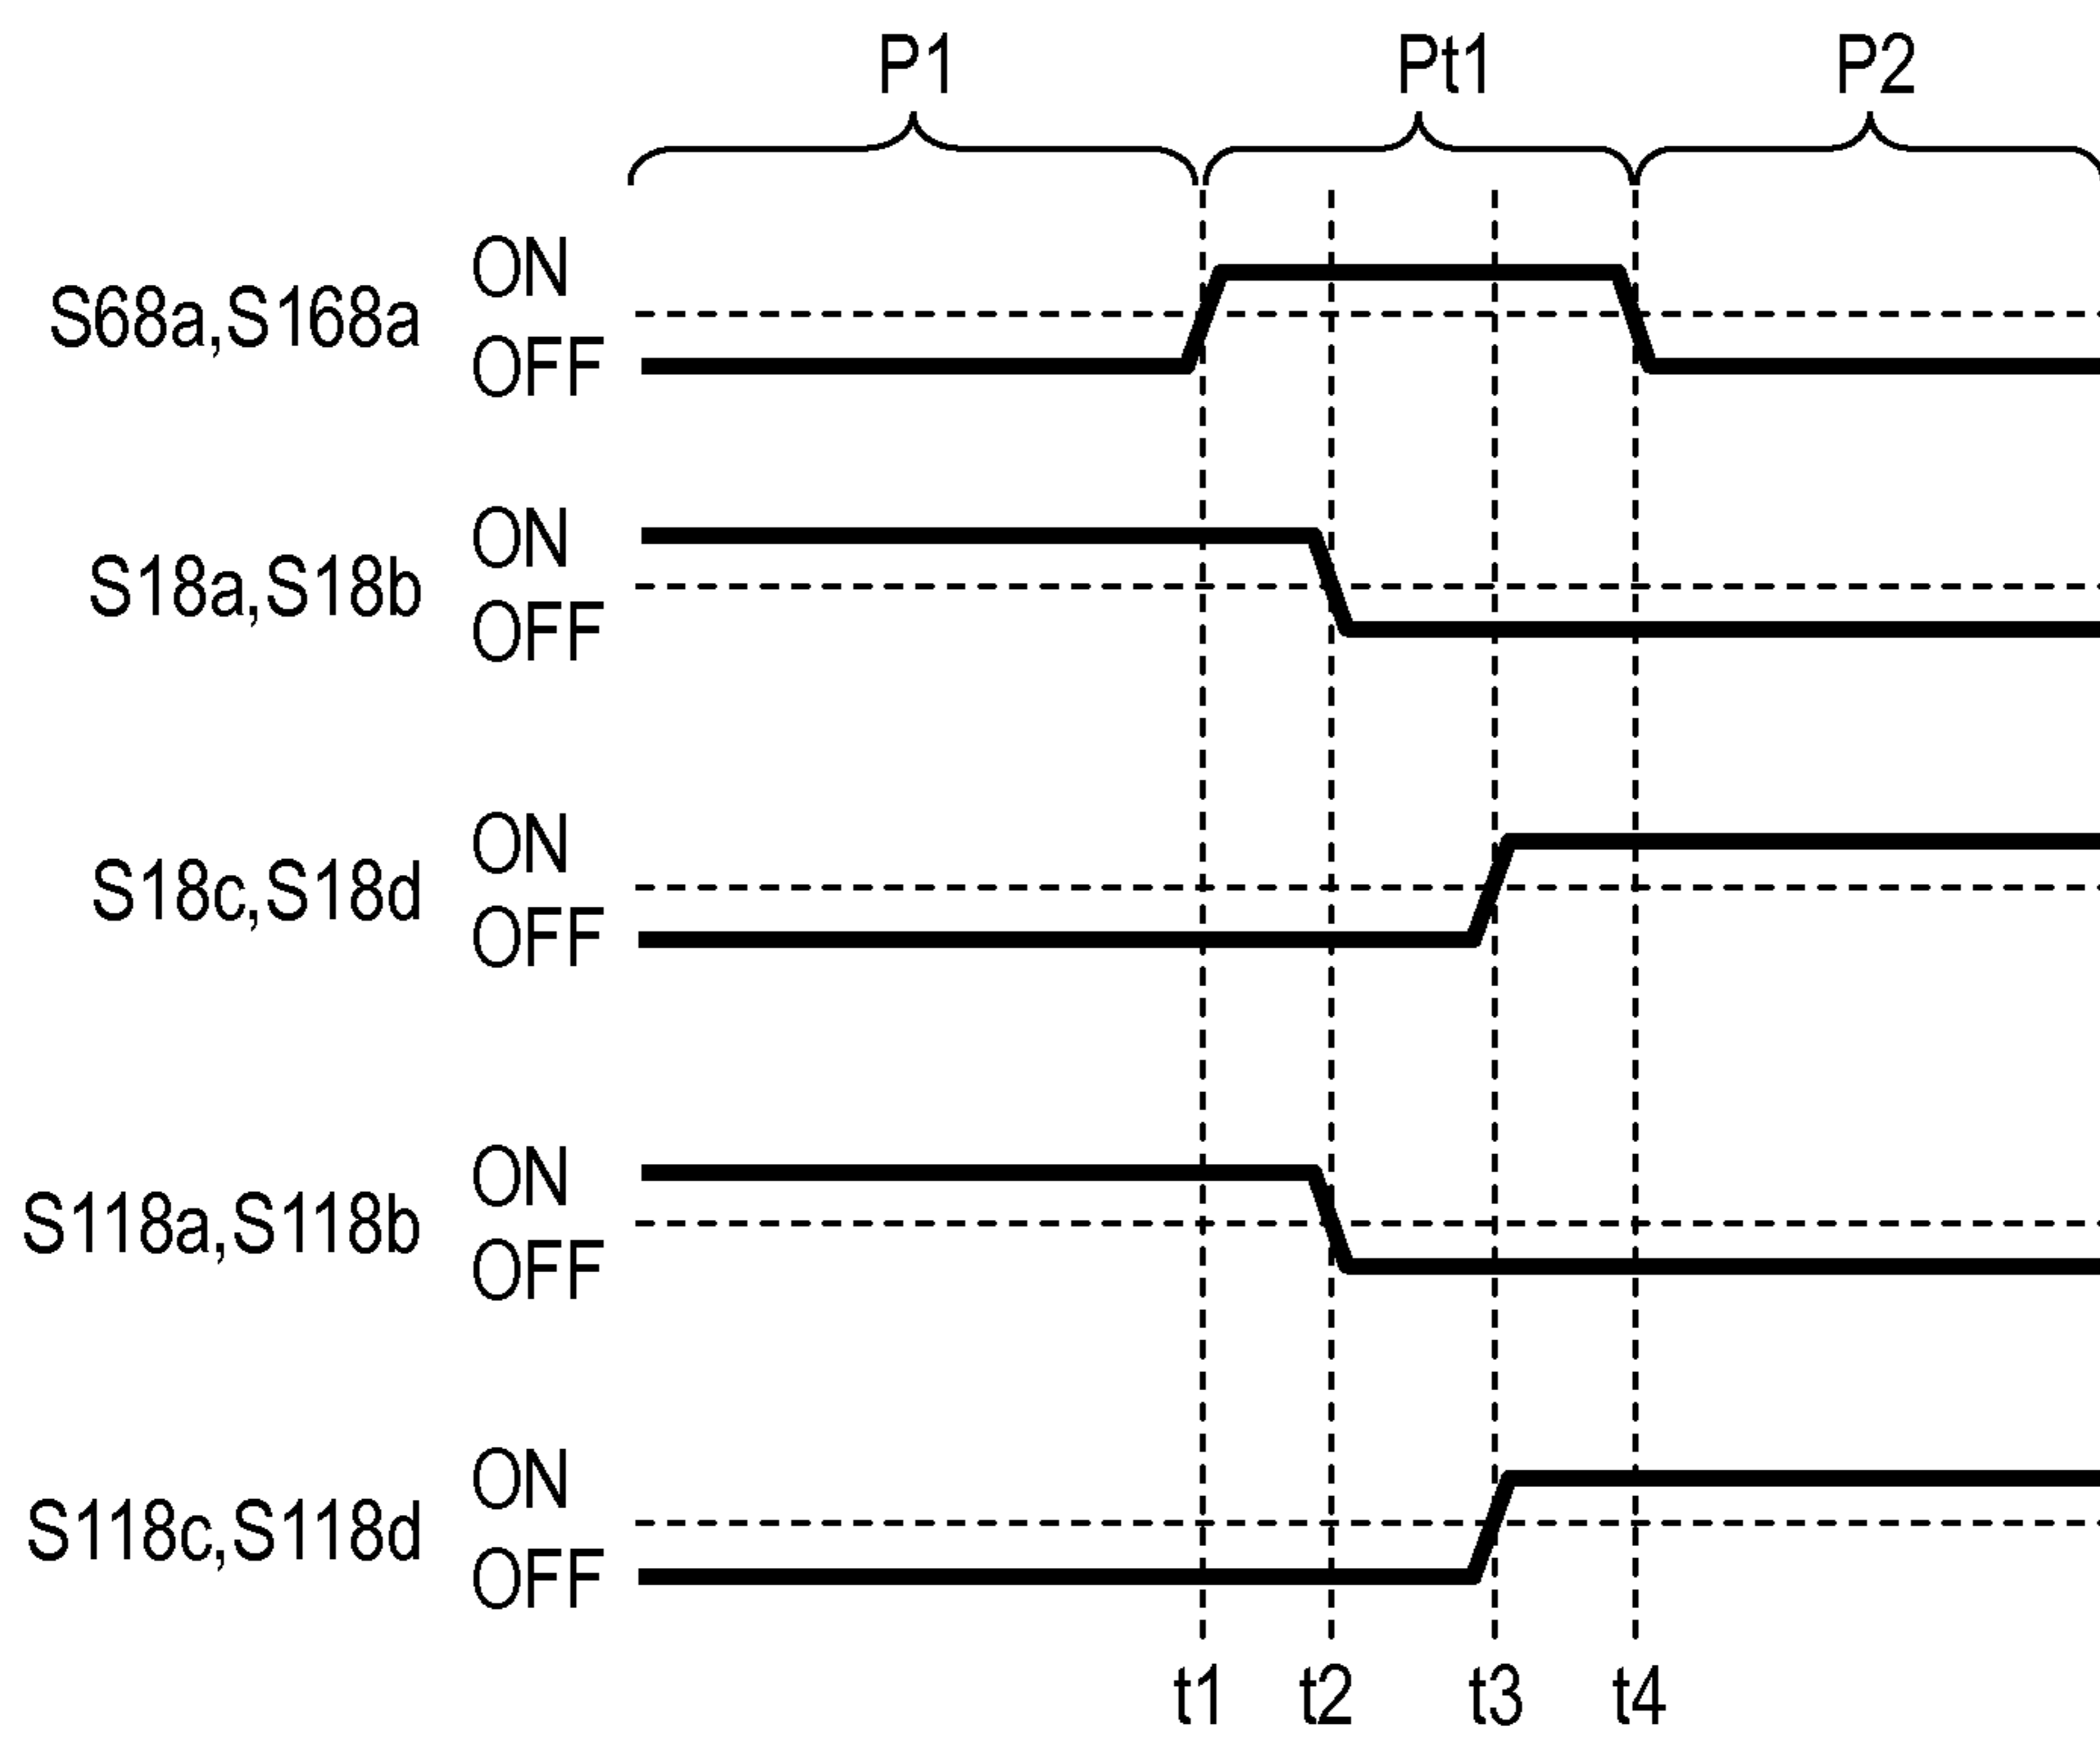 P1 Pt1 P2
ON
S68a,S168a
OFF
ON
S18a,S18b
OFF
ON
S18c,S18d
OFF
ON
S118a,S118b
OFF
ON
S118c,S118d
OFF
t1 t2 t3 t4